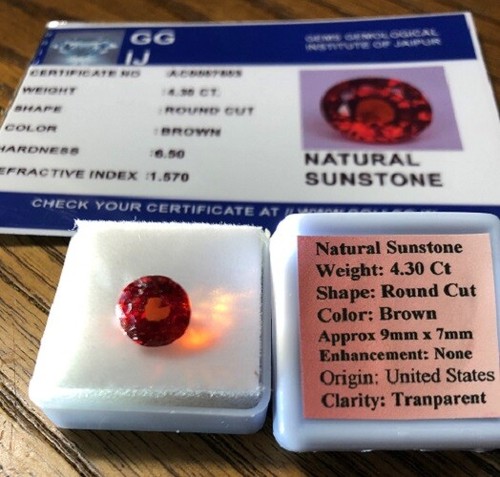 GG
IJ
GEMS GEMOLOGICAL
INSTITUTE OF JAIPUR
CERTIFICATE NO
WEIGHT :4.30 CT.
SHAPE :ROUND CUT
COLOR :BROWN
HARDNESS :6.50
EFRACTIVE INDEX :1.570
NATURAL
SUNSTONE
CHECK YOUR CERTIFICATE AT
Natural Sunstone
Weight: 4.30 Ct
Shape: Round Cut
Color: Brown
Approx 9mm x 7mm
Enhancement: None
Origin: United States
Clarity: Tranparent